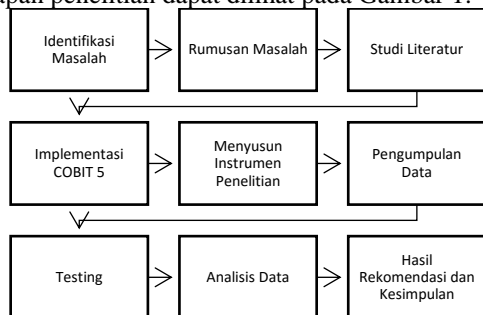 penelitian dapat dilihat pada Gambar 1.
Identifikasi
Masalah
Rumusan Masalah
Studi Literatur
Implementasi
COBIT 5
Menyusun
Instrumen
Penelitian
Pengumpulan
Data
Testing
Analisis Data
Hasil
Rekomendasi dan
Kesimpulan